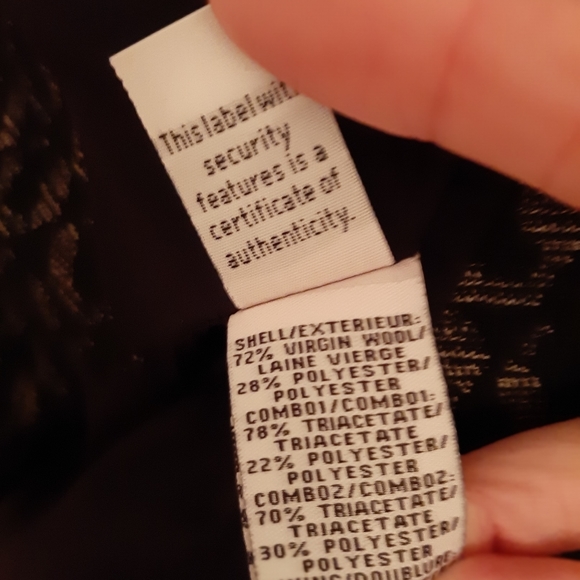 This label with
security
features is a
certificate of
authenticity.
SHELL/EXTERIEUR:
72% VIRGIN WOOL/
LAINE VIERGE
28% POLYESTER/
POLYESTER
COMBO1/COMBO1:
78% TRIACETATE/
TRIACETATE
22% POLYESTER/
POLYESTER
COMBO2/COMBO2:
70% TRIACETATE/
TRIACETATE
30% POLYESTER/
POLYESTER